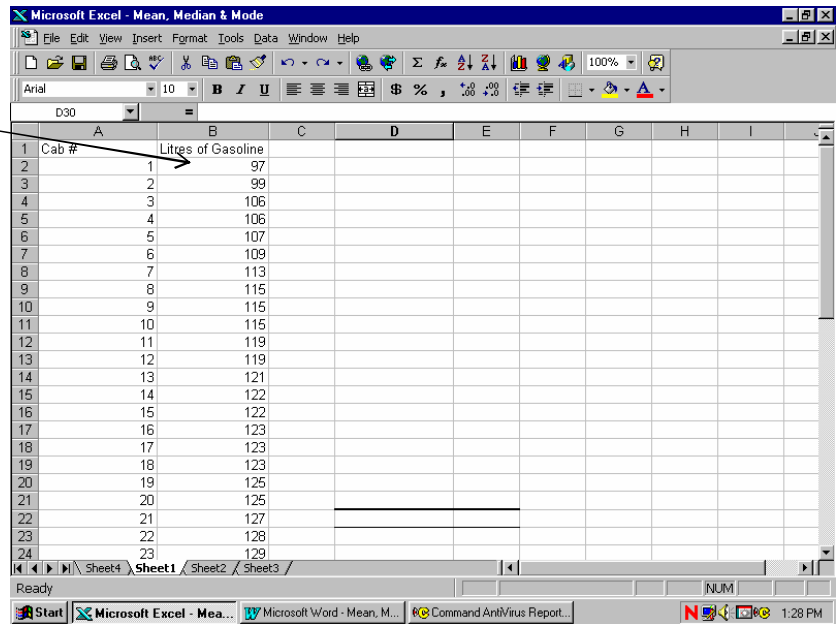 Microsoft Excel - Mean, Median & Mode
File Edit View Insert Format Tools Data Window Help
100%
Arial 10 B I U $ % , .0 .00 .00 .0 A
D30 =
A B C D E F G H I
1 Cab # Litres of Gasoline
2 1 97
3 2 99
4 3 106
5 4 106
6 5 107
7 6 109
8 7 113
9 8 115
10 9 115
11 10 115
12 11 119
13 12 119
14 13 121
15 14 122
16 15 122
17 16 123
18 17 123
19 18 123
20 19 125
21 20 125
22 21 127
23 22 128
24 23 129
Sheet4 Sheet1 Sheet2 Sheet3
Ready NUM
Start Microsoft Excel - Mea... Microsoft Word - Mean, M... Command AntiVirus Report... N 1:28 PM